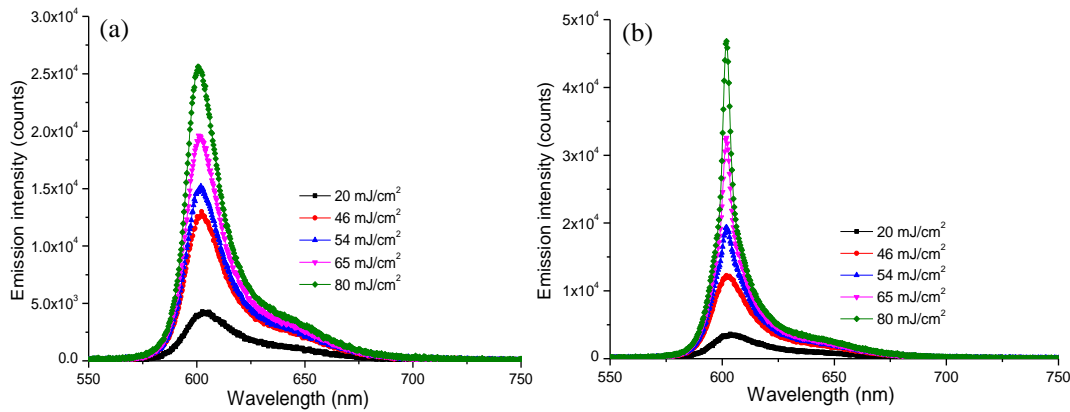 (a)
3.0x10⁴
2.5x10⁴
2.0x10⁴
1.5x10⁴
1.0x10⁴
5.0x10³
0.0
Emission intensity (counts)
20 mJ/cm²
46 mJ/cm²
54 mJ/cm²
65 mJ/cm²
80 mJ/cm²
550 600 650 700 750
Wavelength (nm)
(b)
5x10⁴
4x10⁴
3x10⁴
2x10⁴
1x10⁴
0
Emission intensity (counts)
20 mJ/cm²
46 mJ/cm²
54 mJ/cm²
65 mJ/cm²
80 mJ/cm²
550 600 650 700 750
Wavelength (nm)